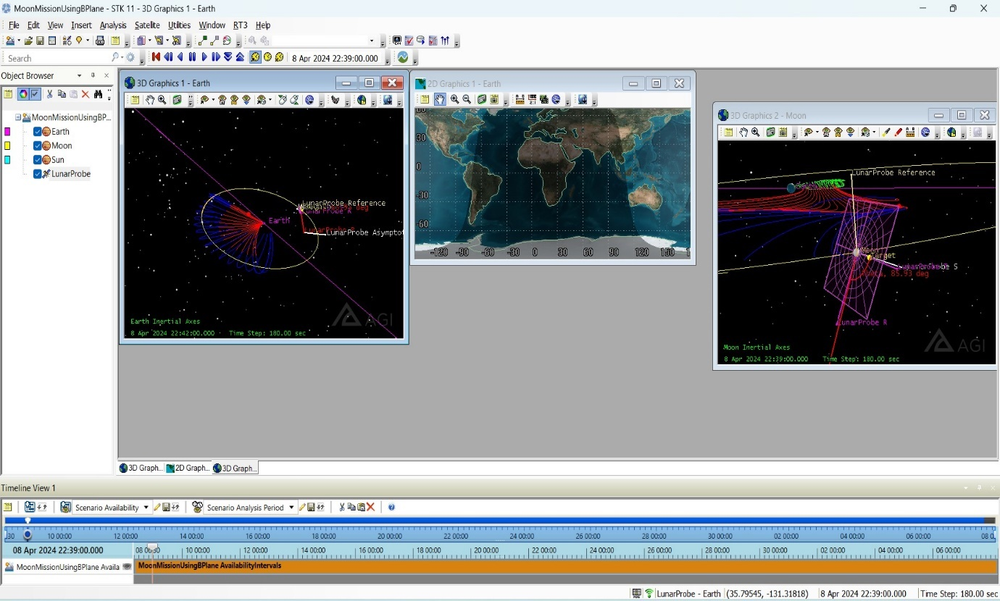 MoonMissionUsingBPlane - STK 11 - 3D Graphics 1 - Earth
File Edit View Insert Analysis Satellite Utilities Window RT3 Help
Search
8 Apr 2024 22:39:00.000
Object Browser
MoonMissionUsingBP...
Earth
Moon
Sun
LunarProbe
3D Graphics 1 - Earth
LunarProbe Reference
Earth
LunarProbe Asymptot
Earth Inertial Axes
8 Apr 2024 22:42:00.000 Time Step: 180.00 sec
AGI
2D Graphics 1 - Earth
30
0
-30
-60
-120 -90 -60 -30 0 30 60 90 120 150 1
3D Graphics 2 - Moon
LunarProbe Reference
Moon
Target
85.93 deg
LunarProbe R
Moon Inertial Axes
8 Apr 2024 22:39:00.000 Time Step: 180.00 sec
AGI
3D Graph... 2D Graph... 3D Graph...
Timeline View 1
Scenario Availability Scenario Analysis Period
:30 10 00:00 12 00:00 14 00:00 16 00:00 18 00:00 20 00:00 22 00:00 24 00:00 26 00:00 28 00:00 30 00:00 02 00:00 04 00:00 06 00:00 08 0
08 Apr 2024 22:39:00.000
10 00:00 12 00:00 14 00:00 16 00:00 18 00:00 20 00:00 22 00:00 24 00:00 26 00:00 28 00:00 30 00:00 02 00:00 04 00:00 06 00:00
MoonMissionUsingBPlane Availa
MoonMissionUsingBPlane AvailabilityIntervals
LunarProbe - Earth (35.79545, -131.31818) 8 Apr 2024 22:39:00.000 Time Step: 180.00 sec